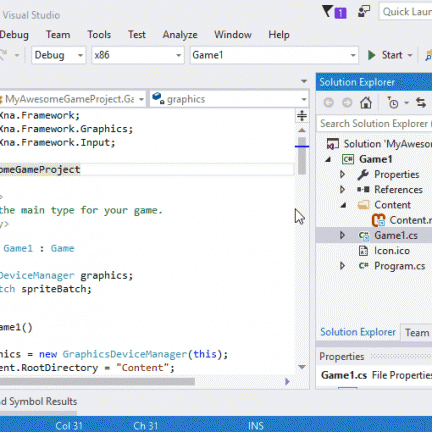 Visual Studio
1
Quick Laun
Debug Team Tools Test Analyze Window Help
Debug x86 Game1 Start
MyAwesomeGameProject.Ga graphics
Xna.Framework;
Xna.Framework.Graphics;
Xna.Framework.Input;
omeGameProject
>
the main type for your game.
y>
Game1 : Game
DeviceManager graphics;
tch spriteBatch;
ame1()
hics = new GraphicsDeviceManager(this);
ent.RootDirectory = "Content";
nd Symbol Results
Col 31 Ch 31 INS
Solution Explorer
Search Solution Explorer (
Solution 'MyAweso
Game1
Properties
References
Content
Content.m
Game1.cs
Icon.ico
Program.cs
Solution Explorer Team
Properties
Game1.cs File Properties